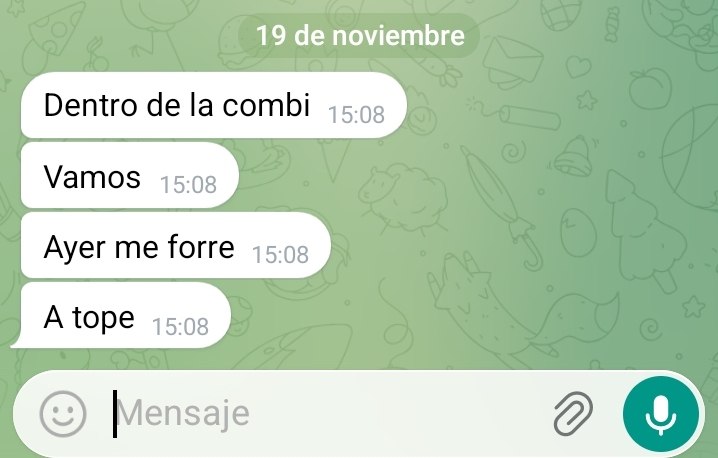 19 de noviembre
Dentro de la combi 15:08
Vamos 15:08
Ayer me forre 15:08
A tope 15:08
Mensaje